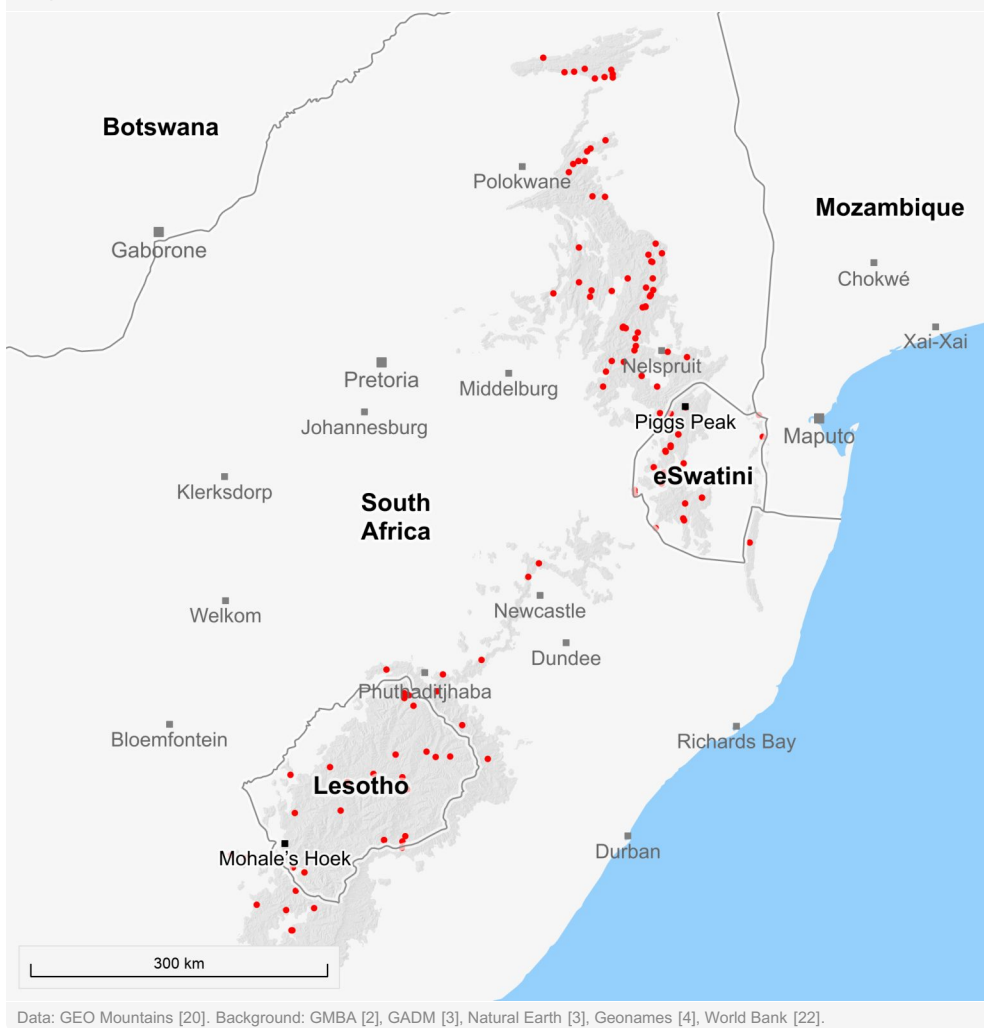 Botswana
Polokwane
Mozambique
Gaborone
Chokwé
Xai-Xai
Nelspruit
Pretoria
Middelburg
Johannesburg
Piggs Peak
Maputo
Klerksdorp
eSwatini
South
Africa
Newcastle
Welkom
Dundee
Phuthaditjhaba
Bloemfontein
Richards Bay
Lesotho
Durban
Mohale's Hoek
300 km
Data: GEO Mountains [20]. Background: GMBA [2], GADM [3], Natural Earth [3], Geonames [4], World Bank [22].